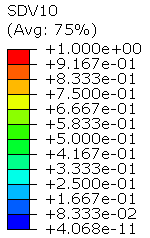 SDV10
(Avg: 75%)
+1.000e+00
+9.167e-01
+8.333e-01
+7.500e-01
+6.667e-01
+5.833e-01
+5.000e-01
+4.167e-01
+3.333e-01
+2.500e-01
+1.667e-01
+8.333e-02
+4.068e-11